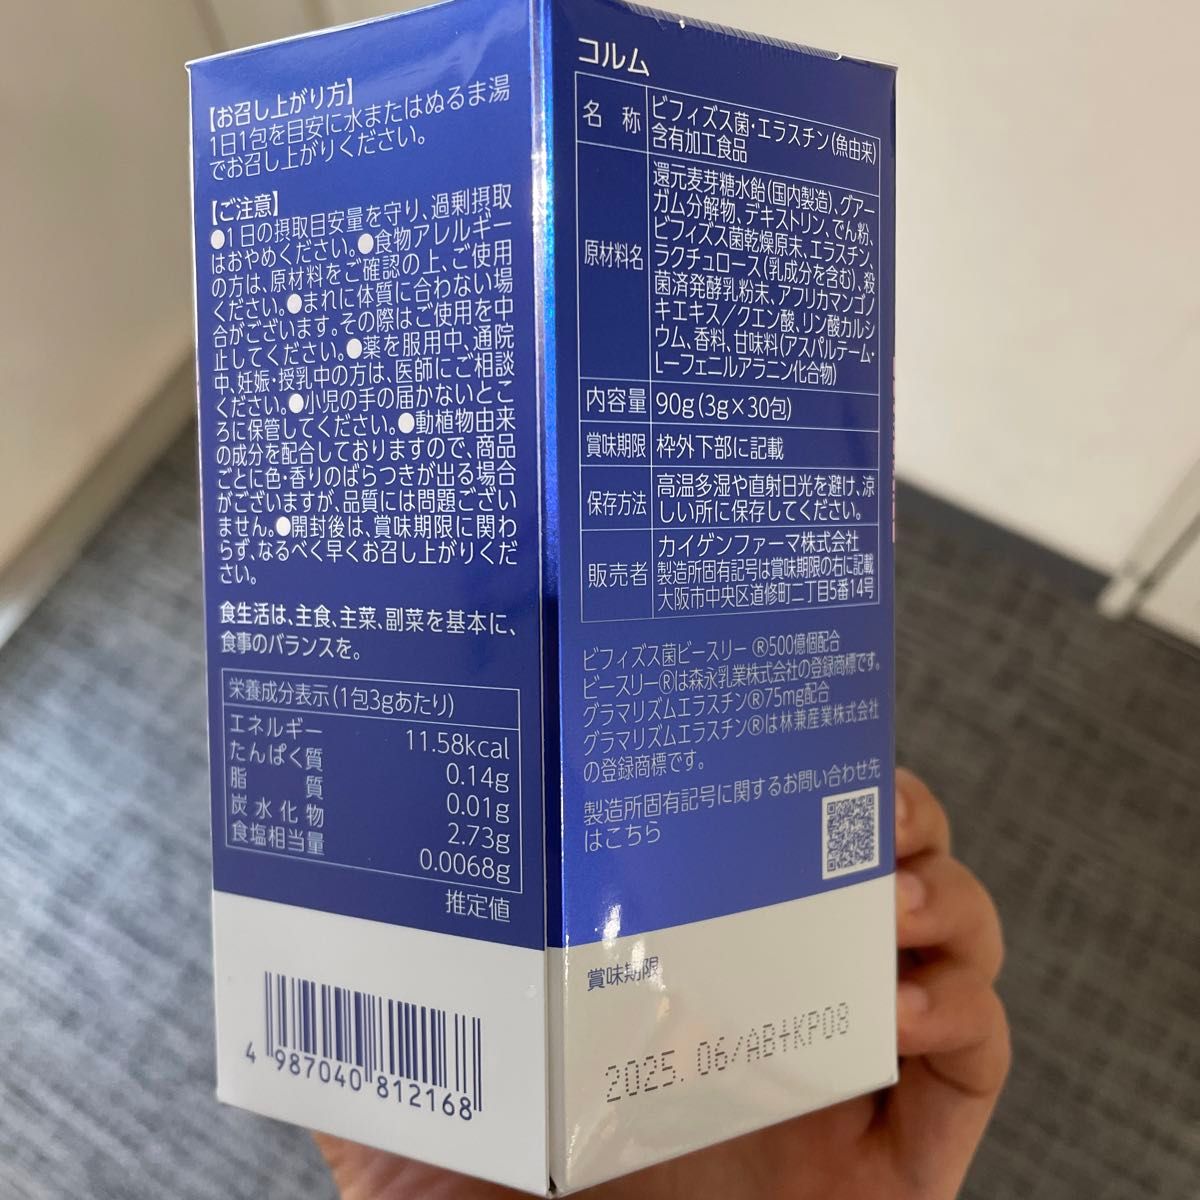 【お召し上がり方】
1日1包を目安に水またはぬるま湯
でお召し上がりください。
【ご注意】
●1日の摂取目安量を守り、過剰摂取
はおやめください。●食物アレルギー
の方は、原材料をご確認の上、ご使用
ください。●まれに体質に合わない場
合がございます。その際はご使用を中
止してください。●薬を服用中、通院
中、妊娠・授乳中の方は、医師にご相談
ください。●小児の手の届かないとこ
ろに保管してください。●動植物由来
の成分を配合しておりますので、商品
ごとに色・香りのばらつきが出る場合
がございますが、品質には問題ござい
ません。●開封後は、賞味期限に関わ
らず、なるべく早くお召し上がりくだ
さい。
食生活は、主食、主菜、副菜を基本に、
食事のバランスを。
栄養成分表示(1包3gあたり)
エネルギー 11.58kcal
たんぱく質 0.14g
脂質 0.01g
炭水化物 2.73g
食塩相当量 0.0068g
推定値
4 987040 812168
コルム
名称 ビフィズス菌・エラスチン(魚由来)
含有加工食品
原材料名 還元麦芽糖水飴(国内製造)、グアー
ガム分解物、デキストリン、でん粉、
ビフィズス菌乾燥原末、エラスチン、
ラクチュロース(乳成分を含む)、殺
菌済発酵乳粉末、アフリカマンゴノ
キエキス／クエン酸、リン酸カルシ
ウム、香料、甘味料(アスパルテーム・
L-フェニルアラニン化合物)
内容量 90g(3g×30包)
賞味期限 枠外下部に記載
保存方法 高温多湿や直射日光を避け、涼
しい所に保存してください。
販売者 カイゲンファーマ株式会社
製造所固有記号は賞味期限の右に記載
大阪市中央区道修町二丁目5番14号
ビフィズス菌ビースリー®500億個配合
ビースリー®は森永乳業株式会社の登録商標です。
グラマリズムエラスチン®75mg配合
グラマリズムエラスチン®は林兼産業株式会社
の登録商標です。
製造所固有記号に関するお問い合わせ先
はこちら
賞味期限
2025.06/AB†KP08